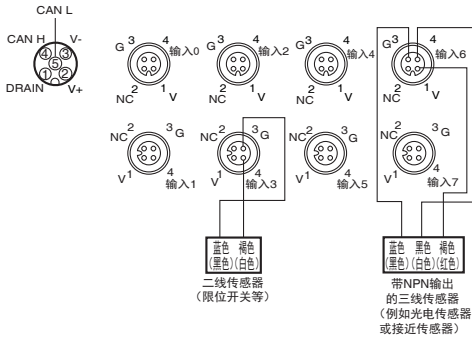 CAN L
CAN H
V-
④
③
⑤
①
②
DRAIN
V+
G 3 4 输入0
2 NC 1 V
G 3 4 输入2
2 NC 1 V
G 3 4 输入4
2 NC 1 V
G 3 4 输入6
2 NC 1 V
NC 2 3 G
V 1 4 输入1
NC 2 3 G
V 1 4 输入3
NC 2 3 G
V 1 4 输入5
NC 2 3 G
V 1 4 输入7
蓝色 褐色
(黑色) (白色)
二线传感器
(限位开关等)
蓝色 黑色 褐色
(黑色) (白色) (红色)
带NPN输出
的三线传感器
(例如光电传感器
或接近传感器)